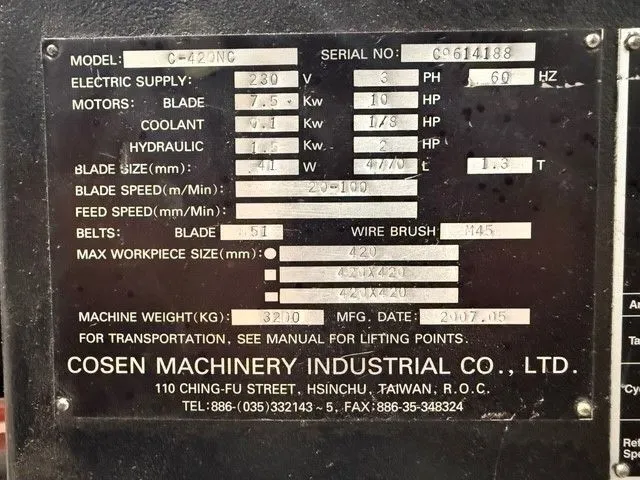 MODEL: C-420NC SERIAL NO: C9614188
ELECTRIC SUPPLY: 230 V 3 PH 60 HZ
MOTORS: BLADE 7.5 Kw 10 HP
COOLANT 0.1 Kw 1/8 HP
HYDRAULIC 1.5 Kw 2 HP
BLADE SIZE(mm): 41 W 4770 L 1.3 T
BLADE SPEED(m/Min): 20-100
FEED SPEED(mm/Min):
BELTS: BLADE WIRE BRUSH M45
MAX WORKPIECE SIZE(mm): 420
420X420
420X420
MACHINE WEIGHT(KG): 3200 MFG. DATE: 2007.05
FOR TRANSPORTATION, SEE MANUAL FOR LIFTING POINTS.
COSEN MACHINERY INDUSTRIAL CO., LTD.
110 CHING-FU STREET, HSINCHU, TAIWAN, R.O.C.
TEL:886-(035)332143~5, FAX:886-35-348324